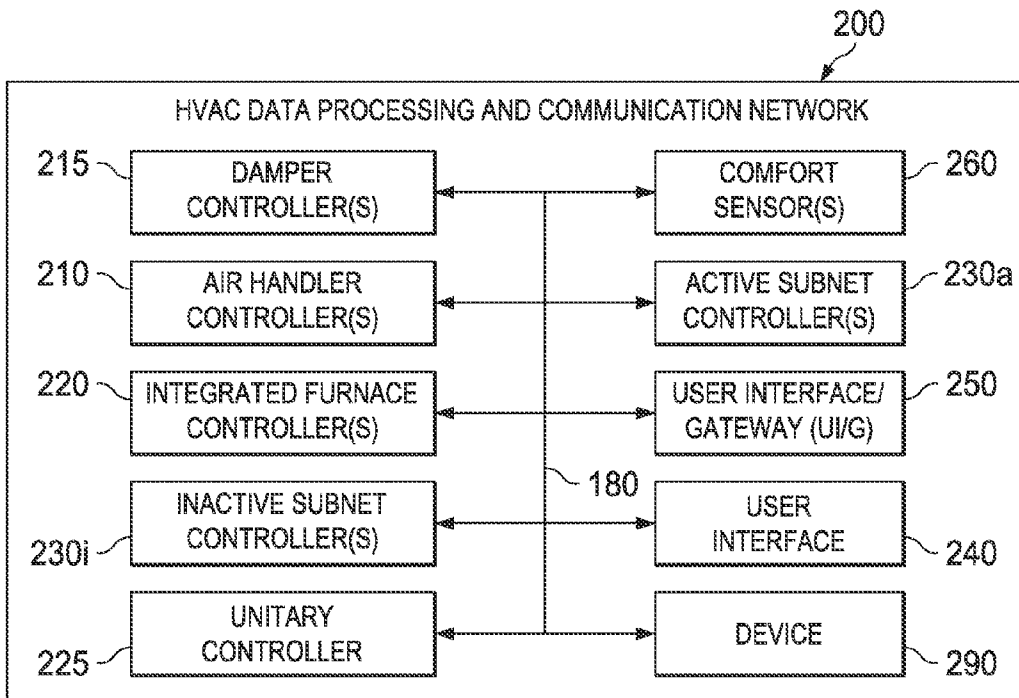 200
HVAC DATA PROCESSING AND COMMUNICATION NETWORK
215
DAMPER
CONTROLLER(S)
COMFORT
SENSOR(S)
260
210
AIR HANDLER
CONTROLLER(S)
ACTIVE SUBNET
CONTROLLER(S)
230a
220
INTEGRATED FURNACE
CONTROLLER(S)
USER INTERFACE/
GATEWAY (UI/G)
250
180
230i
INACTIVE SUBNET
CONTROLLER(S)
USER
INTERFACE
240
225
UNITARY
CONTROLLER
DEVICE
290